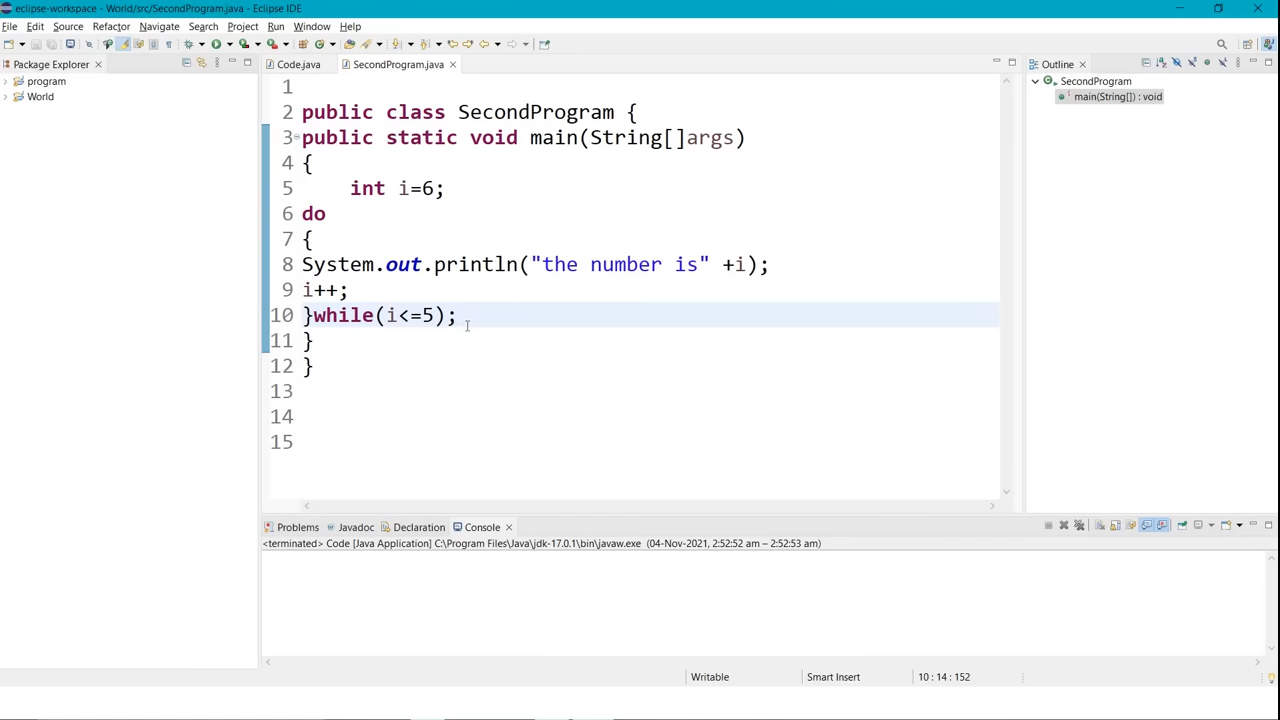 eclipse-workspace - World/src/SecondProgram.java - Eclipse IDE
File Edit Source Refactor Navigate Search Project Run Window Help
Package Explorer
program
World
Code.java SecondProgram.java
1
2 public class SecondProgram {
3 public static void main(String[]args)
4 {
5 int i=6;
6 do
7 {
8 System.out.println("the number is" +i);
9 i++;
10 }while(i<=5);
11 }
12 }
13
14
15
Outline
SecondProgram
main(String[]) : void
Problems Javadoc Declaration Console
<terminated> Code [Java Application] C:\Program Files\Java\jdk-17.0.1\bin\javaw.exe (04-Nov-2021, 2:52:52 am – 2:52:53 am)
Writable Smart Insert 10 : 14 : 152